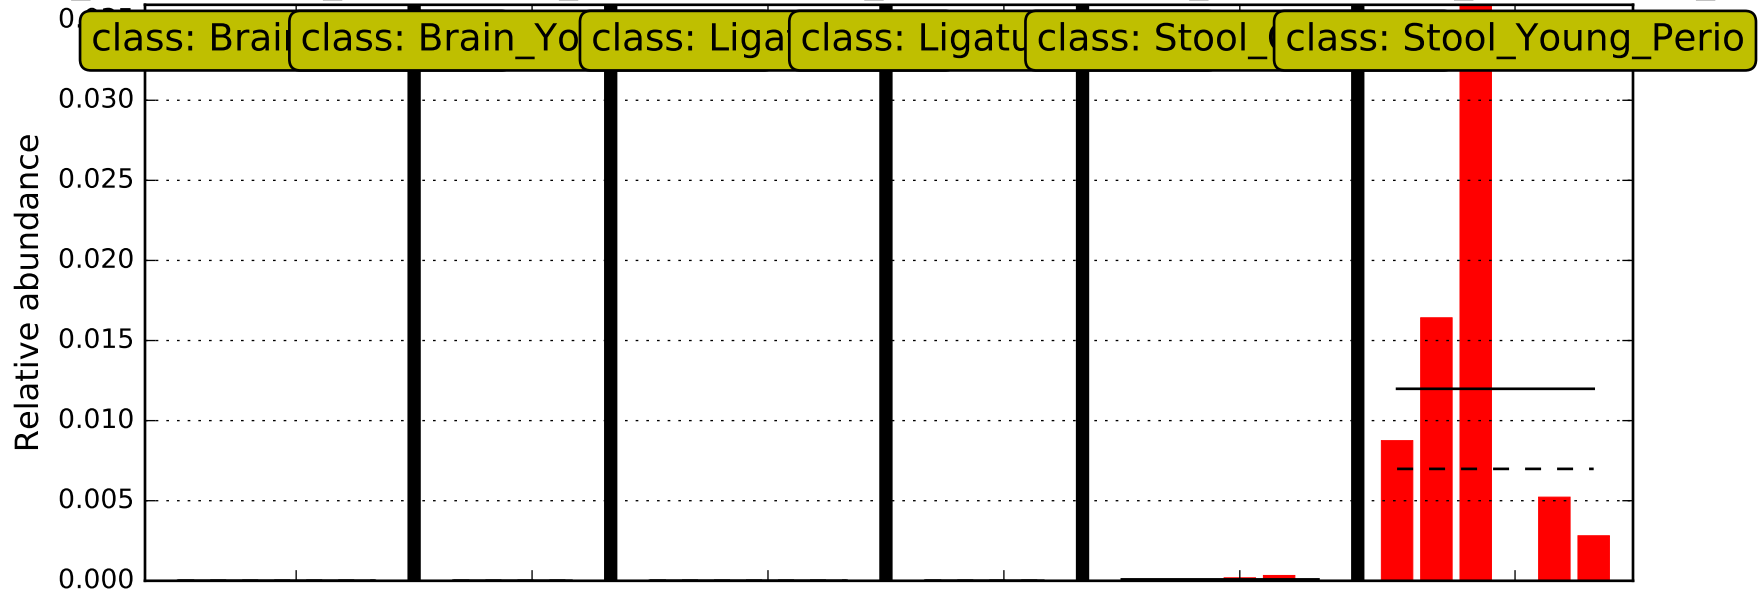 class: Brai
class: Brain_Yo
class: Liga
class: Ligatu
class: Stool_
class: Stool_Young_Perio
0.030
0.025
0.020
0.015
0.010
0.005
0.000
Relative abundance